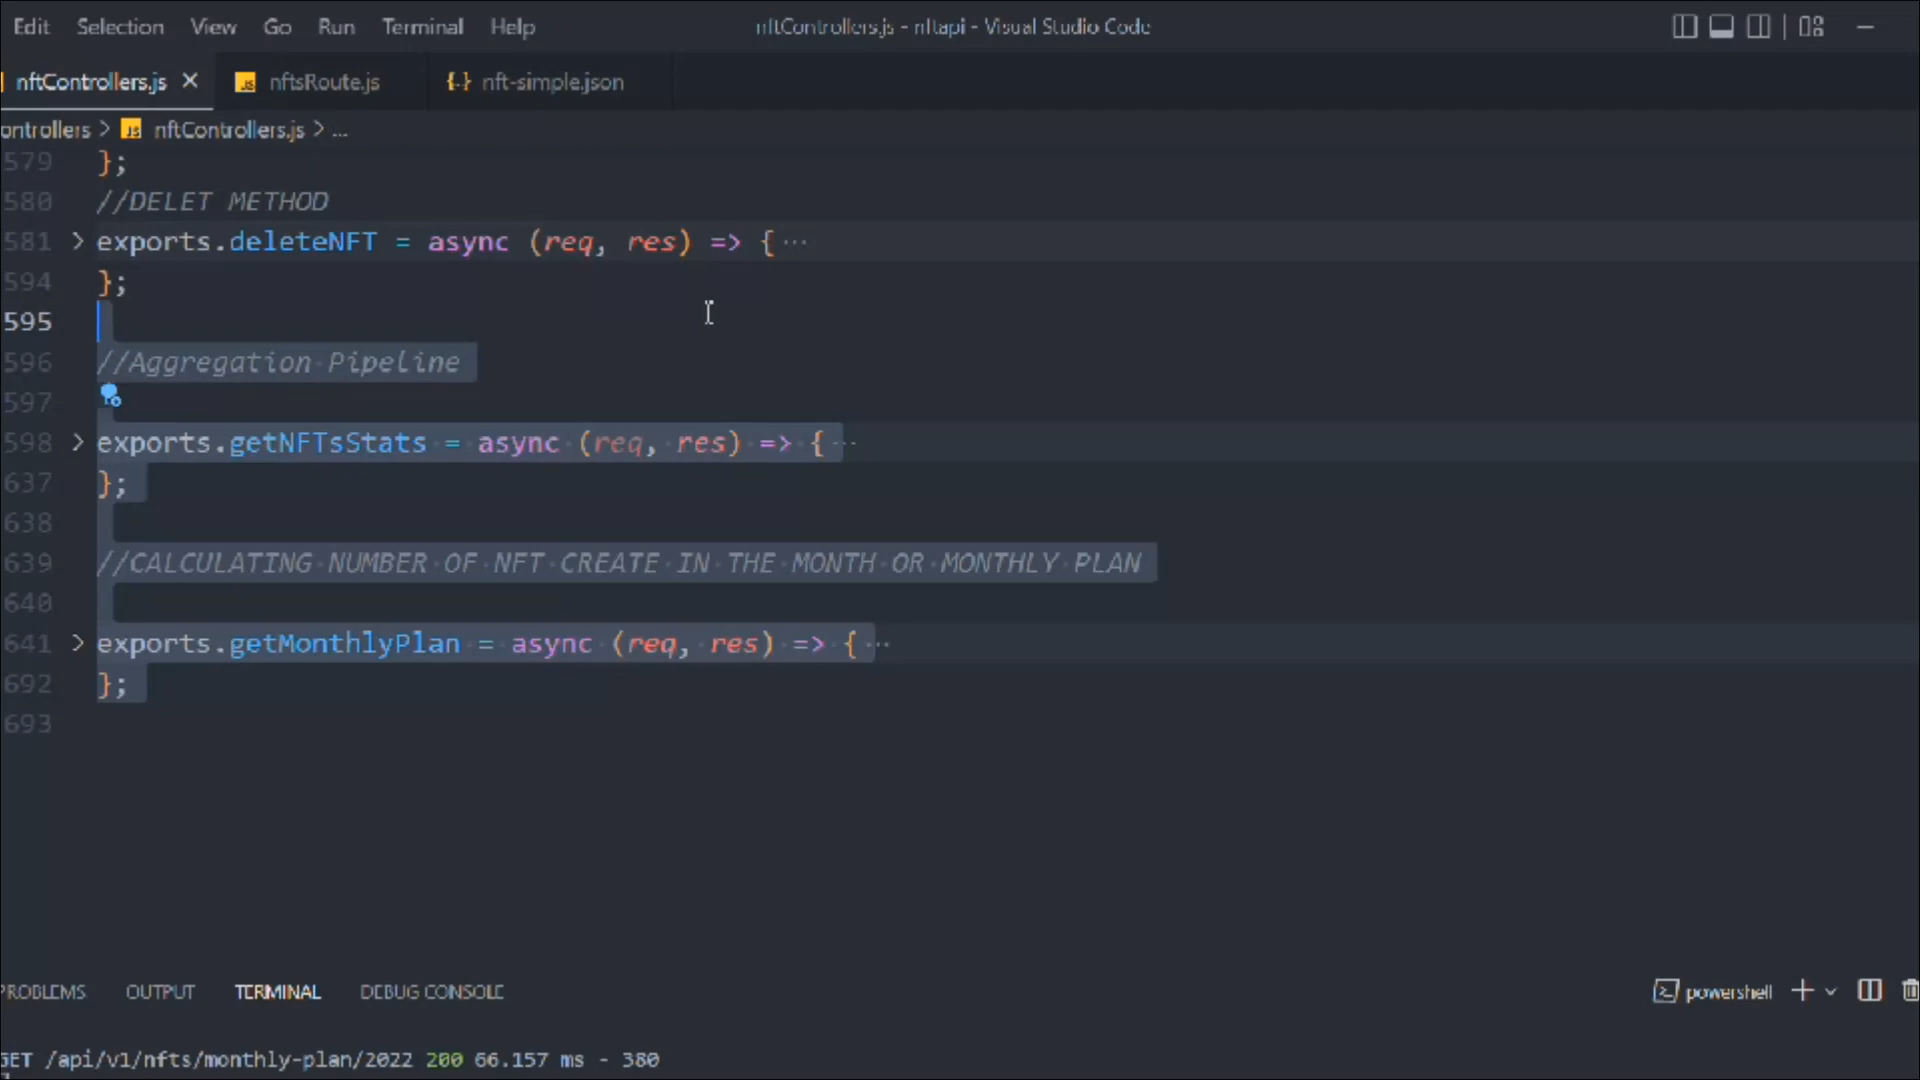 Edit Selection View Go Run Terminal Help nftControllers.js - nftapi - Visual Studio Code
nftControllers.js nftsRoute.js {..} nft-simple.json
ontrollers > JS nftControllers.js > ...
579 };
580 //DELET METHOD
581 > exports.deleteNFT = async (req, res) => { ...
594 };
595
596 //Aggregation Pipeline
597
598 > exports.getNFTsStats = async (req, res) => { ...
637 };
638
639 //CALCULATING NUMBER OF NFT CREATE IN THE MONTH OR MONTHLY PLAN
640
641 > exports.getMonthlyPlan = async (req, res) => { ...
692 };
693
PROBLEMS OUTPUT TERMINAL DEBUG CONSOLE powershell
GET /api/v1/nfts/monthly-plan/2022 200 66.157 ms - 380